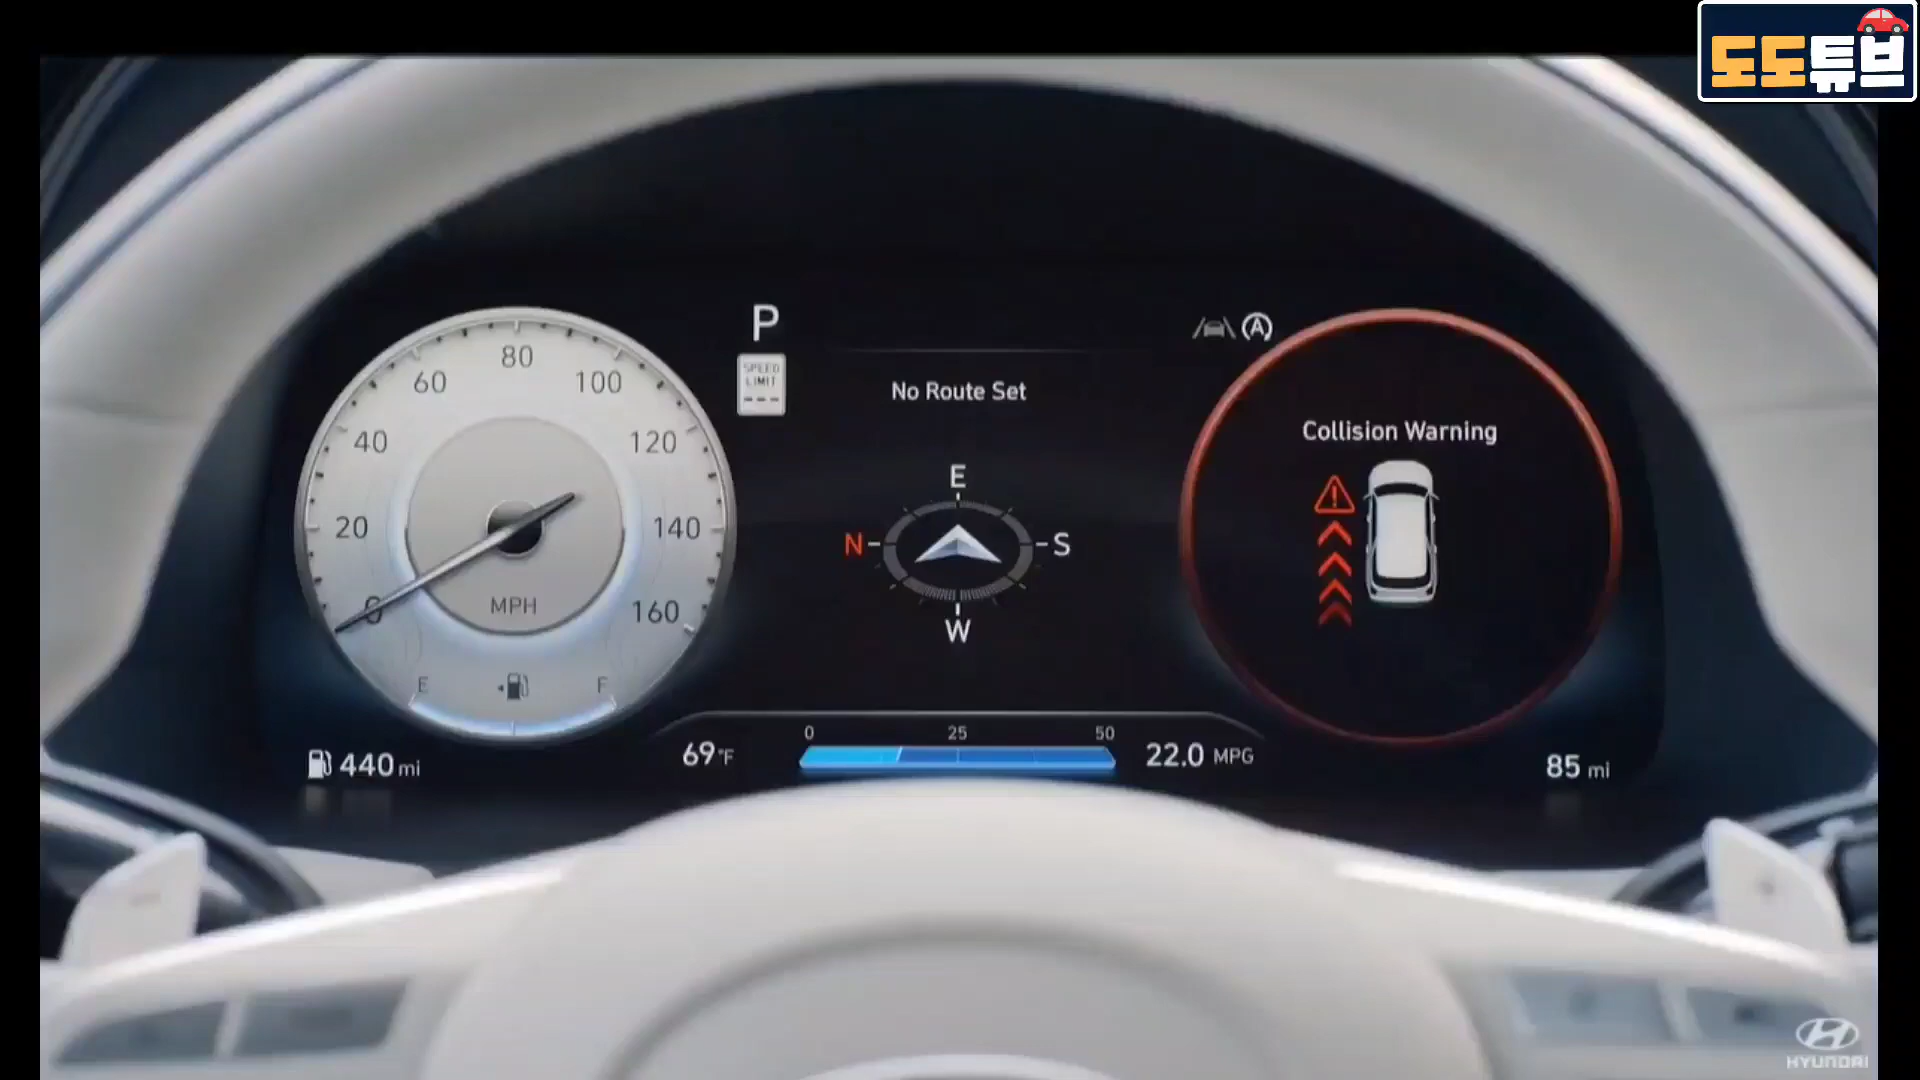 도도튜브
P
SPEED
LIMIT
---
No Route Set
E
N
S
W
0
20
40
60
80
100
120
140
160
MPH
E
F
A
Collision Warning
440 mi
69°F
0
25
50
22.0 MPG
85 mi
HYUNDAI